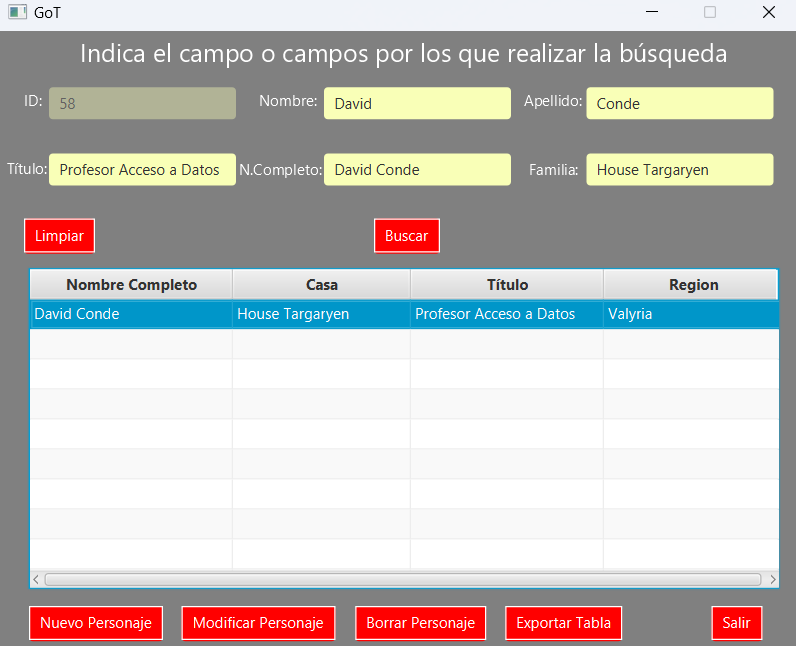 GoT
Indica el campo o campos por los que realizar la búsqueda
ID: 58 Nombre: David Apellido: Conde
Título: Profesor Acceso a Datos N.Completo: David Conde Familia: House Targaryen
Limpiar Buscar
Nombre Completo Casa Título Region
David Conde House Targaryen Profesor Acceso a Datos Valyria
Nuevo Personaje Modificar Personaje Borrar Personaje Exportar Tabla Salir